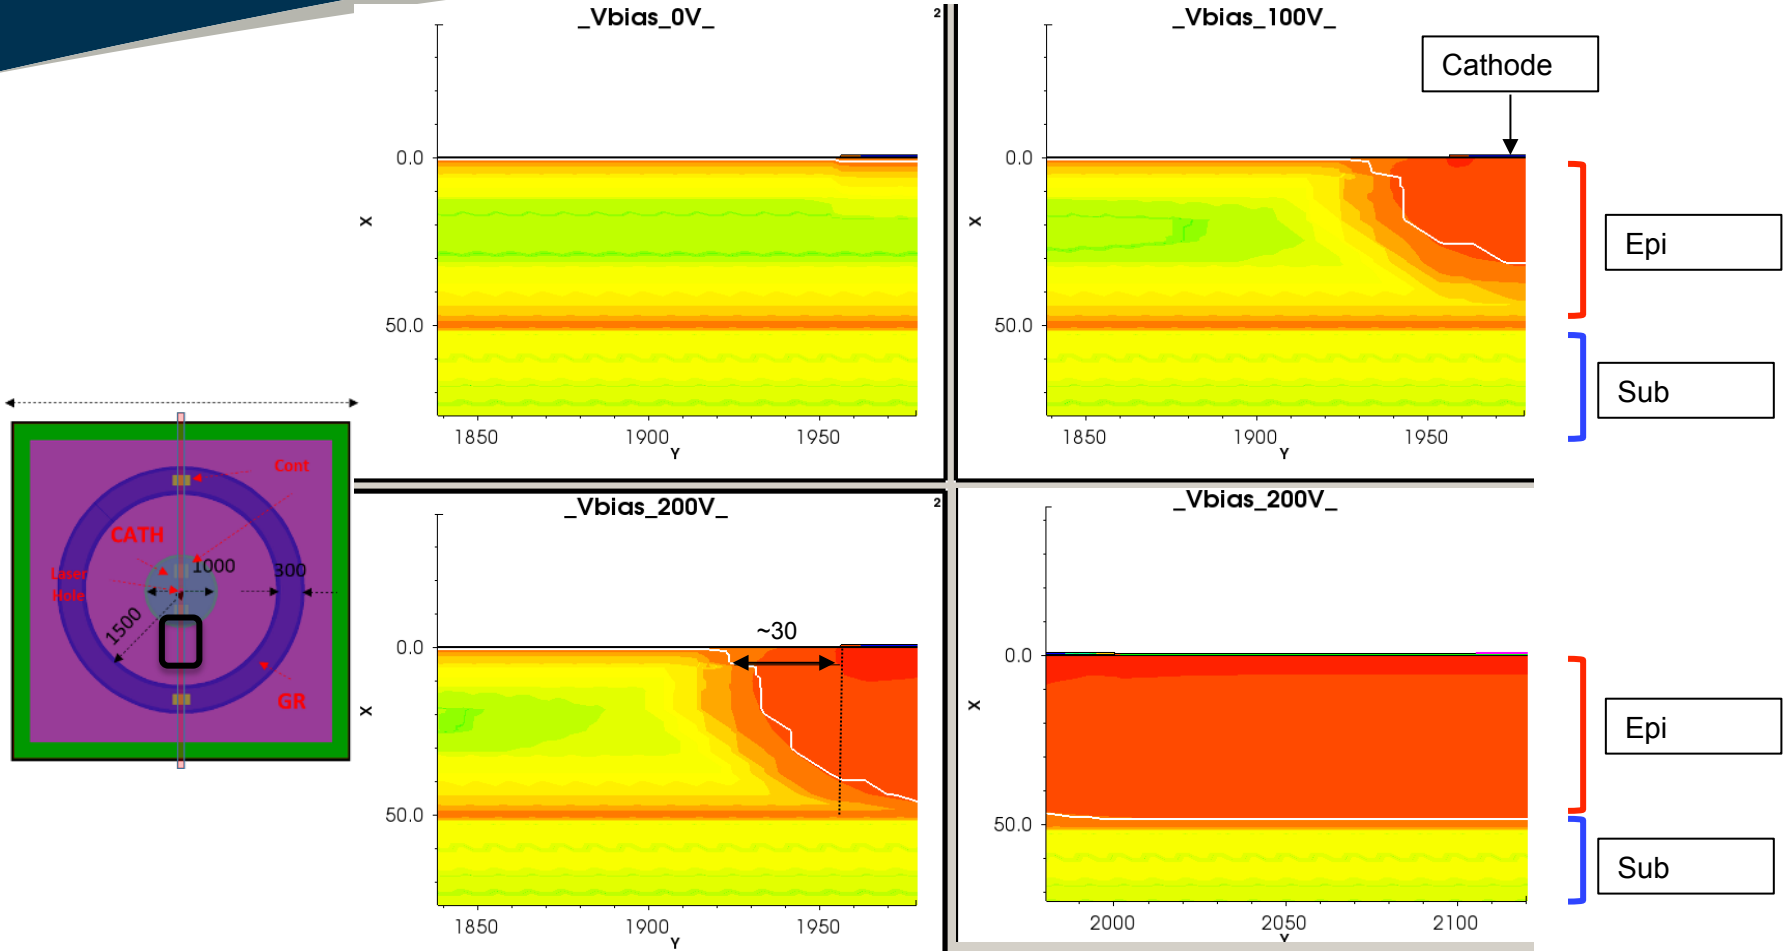 _Vbias_0V_
2
0.0
50.0
X
1850
1900
1950
Y
_Vbias_100V_
Cathode
0.0
50.0
X
1850
1900
1950
Y
Epi
Sub
Cont
CATH
1000
300
Laser
Hole
1500
GR
_Vbias_200V_
2
~30
0.0
50.0
X
1850
1900
1950
Y
_Vbias_200V_
0.0
50.0
X
2000
2050
2100
Y
Epi
Sub